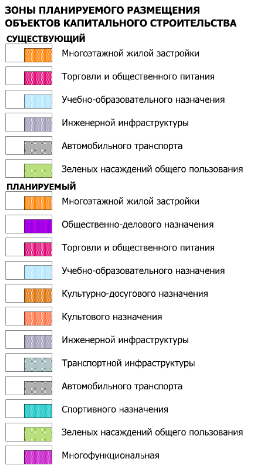 ЗОНЫ ПЛАНИРУЕМОГО РАЗМЕЩЕНИЯ
ОБЪЕКТОВ КАПИТАЛЬНОГО СТРОИТЕЛЬСТВА
СУЩЕСТВУЮЩИЙ
Многоэтажной жилой застройки
Торговли и общественного питания
Учебно-образовательного назначения
Инженерной инфраструктуры
Автомобильного транспорта
Зеленых насаждений общего пользования
ПЛАНИРУЕМЫЙ
Многоэтажной жилой застройки
Общественно-делового назначения
Торговли и общественного питания
Учебно-образовательного назначения
Культурно-досугового назначения
Культового назначения
Инженерной инфраструктуры
Транспортной инфраструктуры
Автомобильного транспорта
Спортивного назначения
Зеленых насаждений общего пользования
Многофункциональная